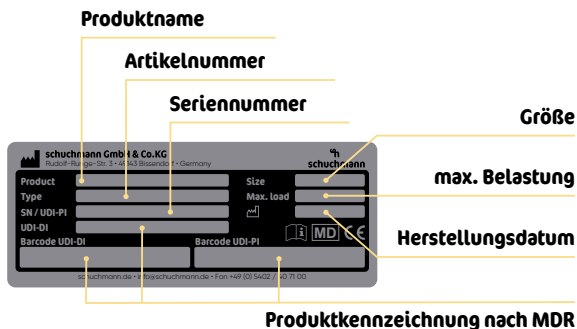 Produktname
Artikelnummer
Seriennummer
Größe
schuchmann GmbH & Co.KG
Rudolf-Runge-Str. 3 • 49143 Bissendorf • Germany
schuchmann
Product
Size
max. Belastung
Type
Max. load
SN / UDI-PI
UDI-DI
MD CE
Herstellungsdatum
Barcode UDI-DI
Barcode UDI-PI
schuchmann.de • info@schuchmann.de • Fon +49 (0) 5402 / 40 71 00
Produktkennzeichnung nach MDR